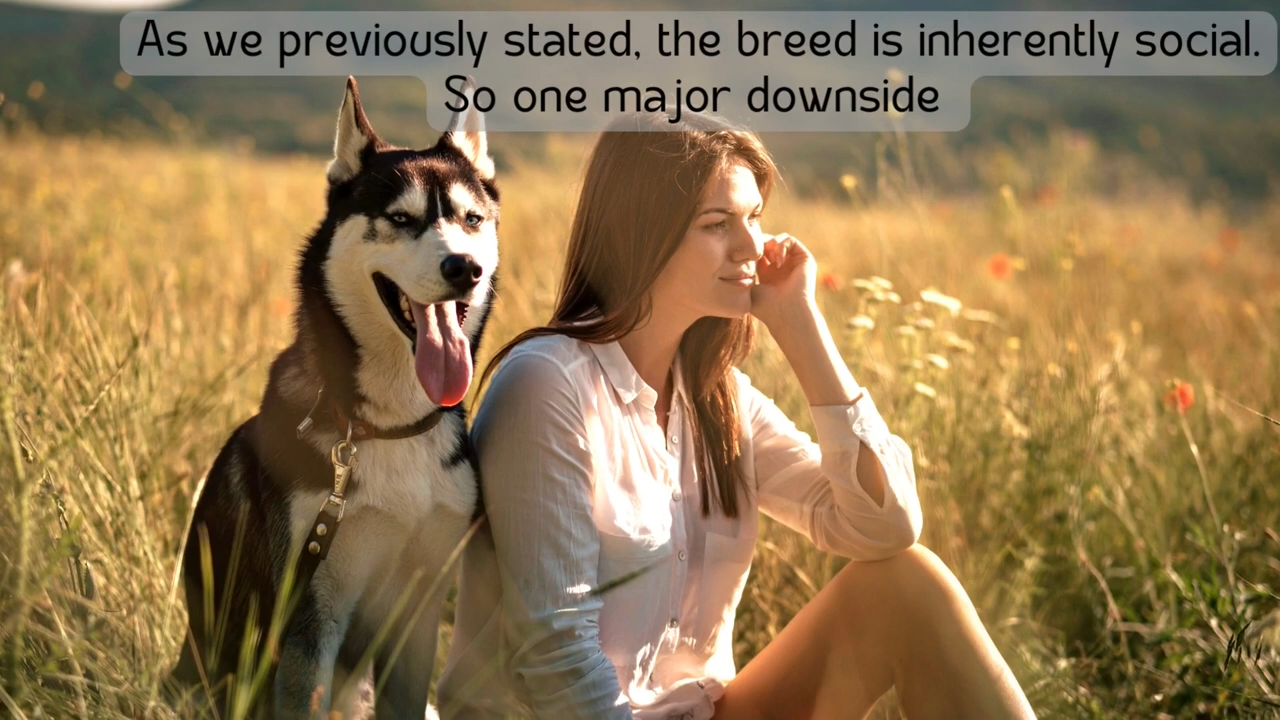 As we previously stated, the breed is inherently social.
So one major downside